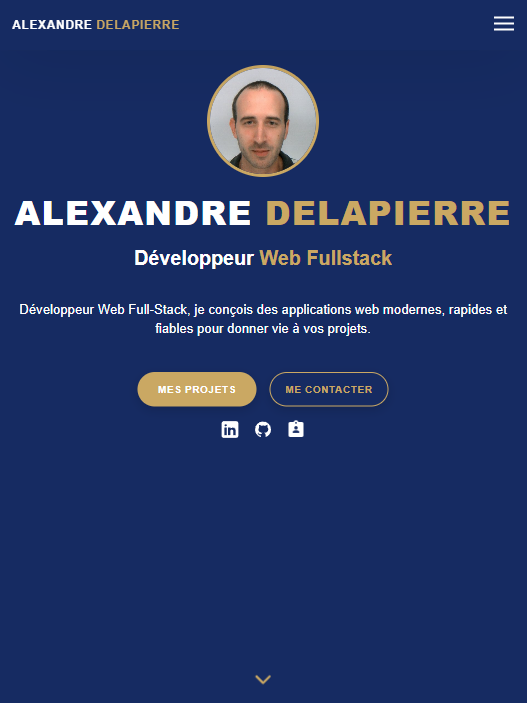 ALEXANDRE DELAPIERRE
ALEXANDRE DELAPIERRE
Développeur Web Fullstack
Développeur Web Full-Stack, je conçois des applications web modernes, rapides et
fiables pour donner vie à vos projets.
MES PROJETS ME CONTACTER
in